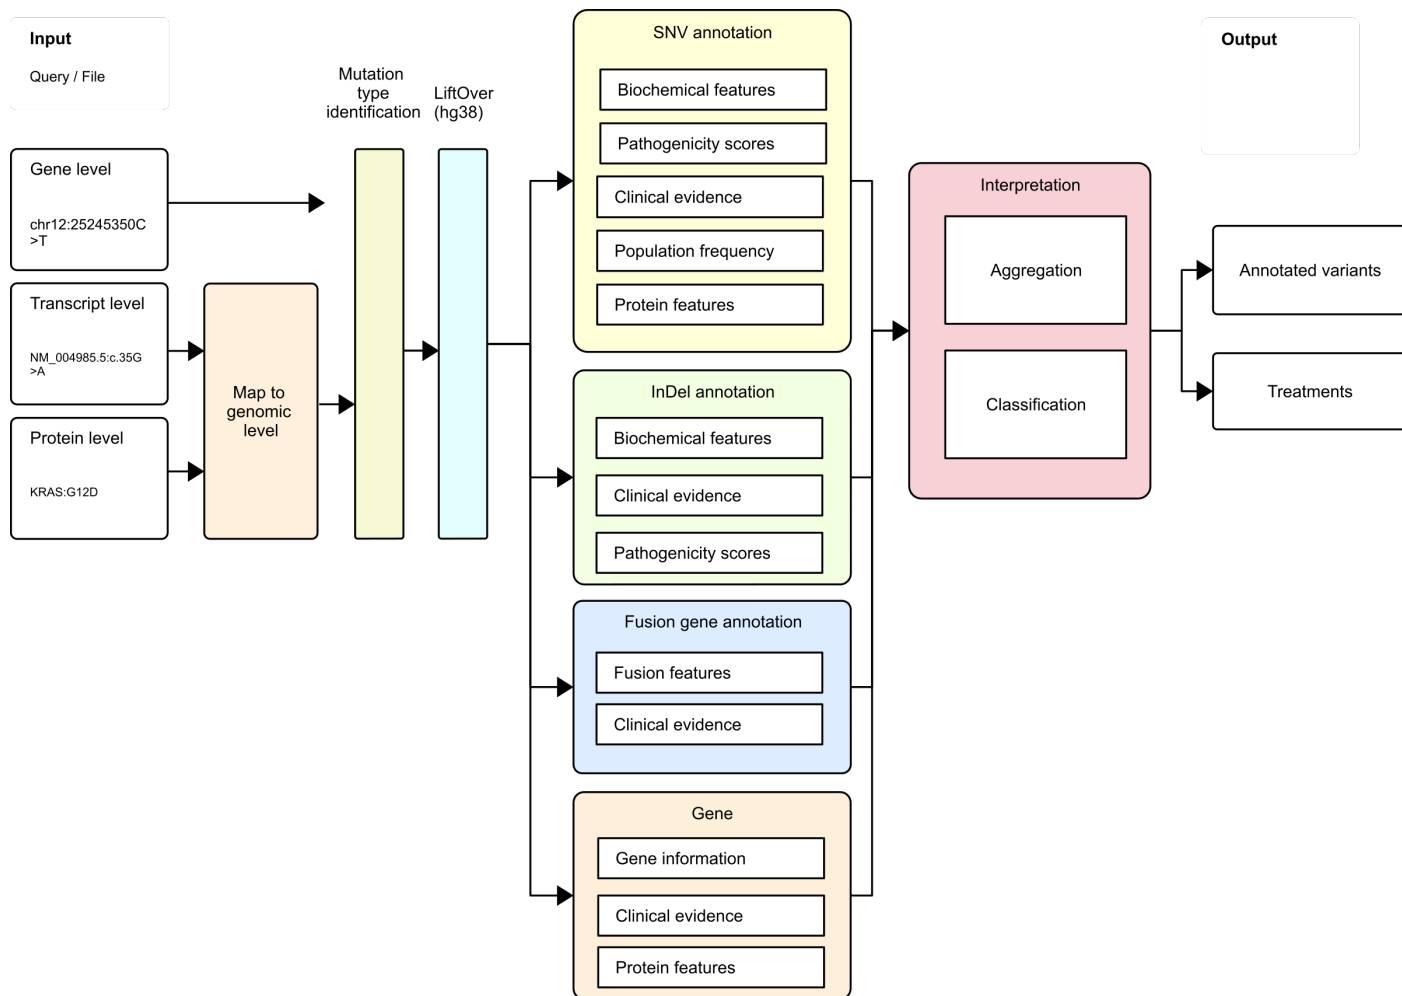 Input
Query / File
Gene level
chr12:25245350C
>T
Transcript level
NM_004985.5:c.35G
>A
Protein level
KRAS:G12D
Map to
genomic
level
Mutation
type
identification
LiftOver
(hg38)
SNV annotation
Biochemical features
Pathogenicity scores
Clinical evidence
Population frequency
Protein features
InDel annotation
Biochemical features
Clinical evidence
Pathogenicity scores
Fusion gene annotation
Fusion features
Clinical evidence
Gene
Gene information
Clinical evidence
Protein features
Interpretation
Aggregation
Classification
Output
Annotated variants
Treatments